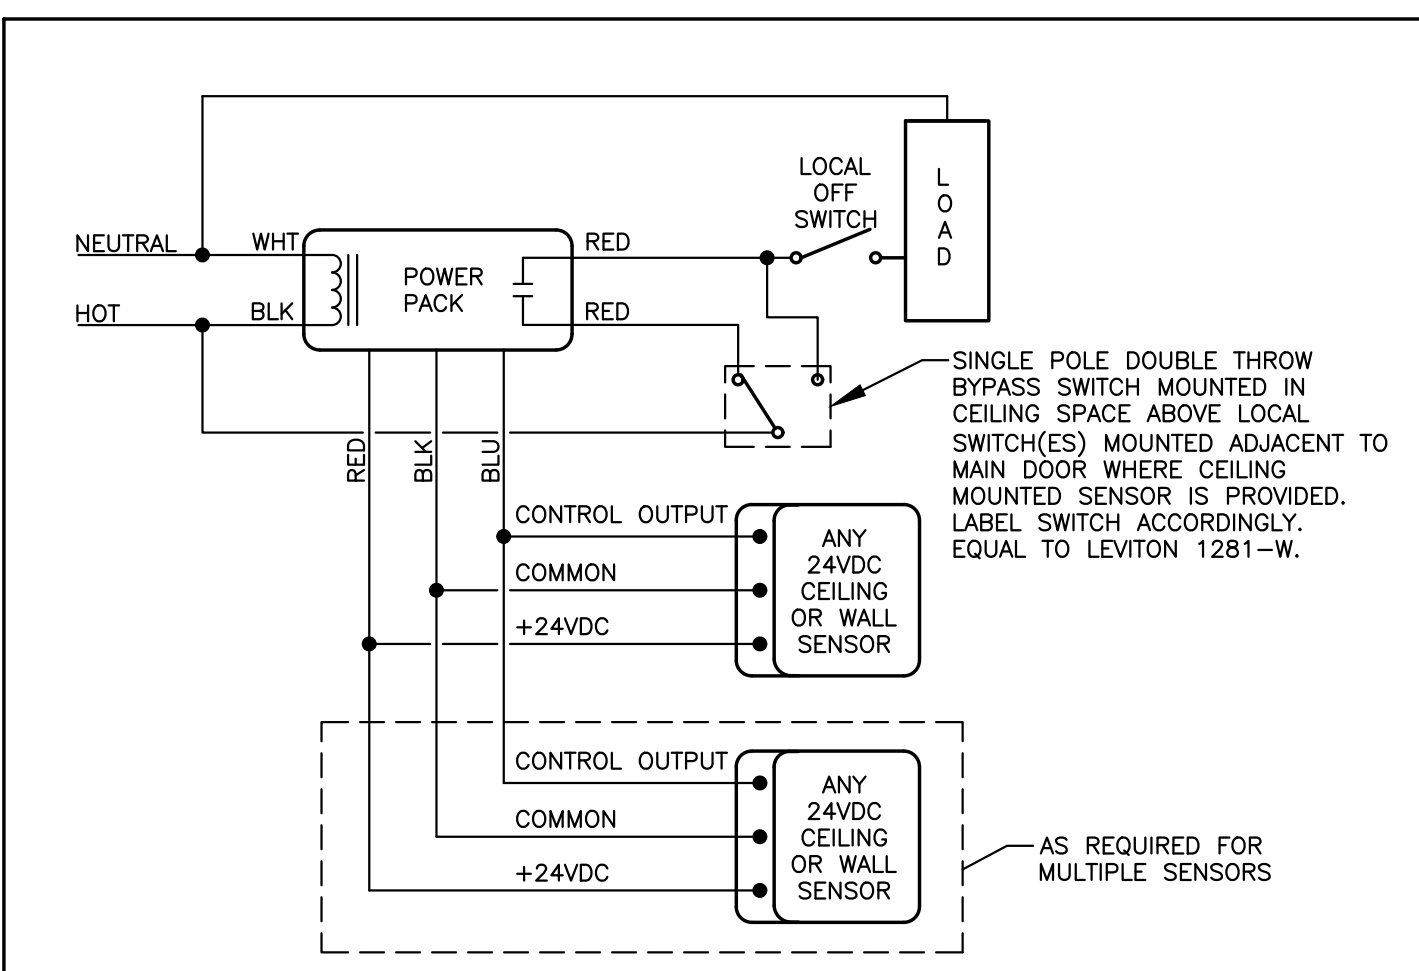 LOCAL
OFF
SWITCH
LOAD
NEUTRAL
WHT
RED
POWER
PACK
HOT
BLK
RED
SINGLE POLE DOUBLE THROW
BYPASS SWITCH MOUNTED IN
CEILING SPACE ABOVE LOCAL
SWITCH(ES) MOUNTED ADJACENT TO
MAIN DOOR WHERE CEILING
MOUNTED SENSOR IS PROVIDED.
LABEL SWITCH ACCORDINGLY.
EQUAL TO LEVITON 1281-W.
RED
BLK
BLU
CONTROL OUTPUT
COMMON
+24VDC
ANY
24VDC
CEILING
OR WALL
SENSOR
CONTROL OUTPUT
COMMON
+24VDC
ANY
24VDC
CEILING
OR WALL
SENSOR
AS REQUIRED FOR
MULTIPLE SENSORS